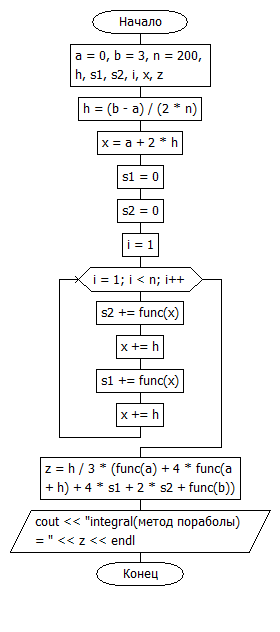 Начало
a = 0, b = 3, n = 200,
h, s1, s2, i, x, z
h = (b - a) / (2 * n)
x = a + 2 * h
s1 = 0
s2 = 0
i = 1
i = 1; i < n; i++
s2 += func(x)
x += h
s1 += func(x)
x += h
z = h / 3 * (func(a) + 4 * func(a
+ h) + 4 * s1 + 2 * s2 + func(b))
cout << "integral(метод пораболы)
= " << z << endl
Конец